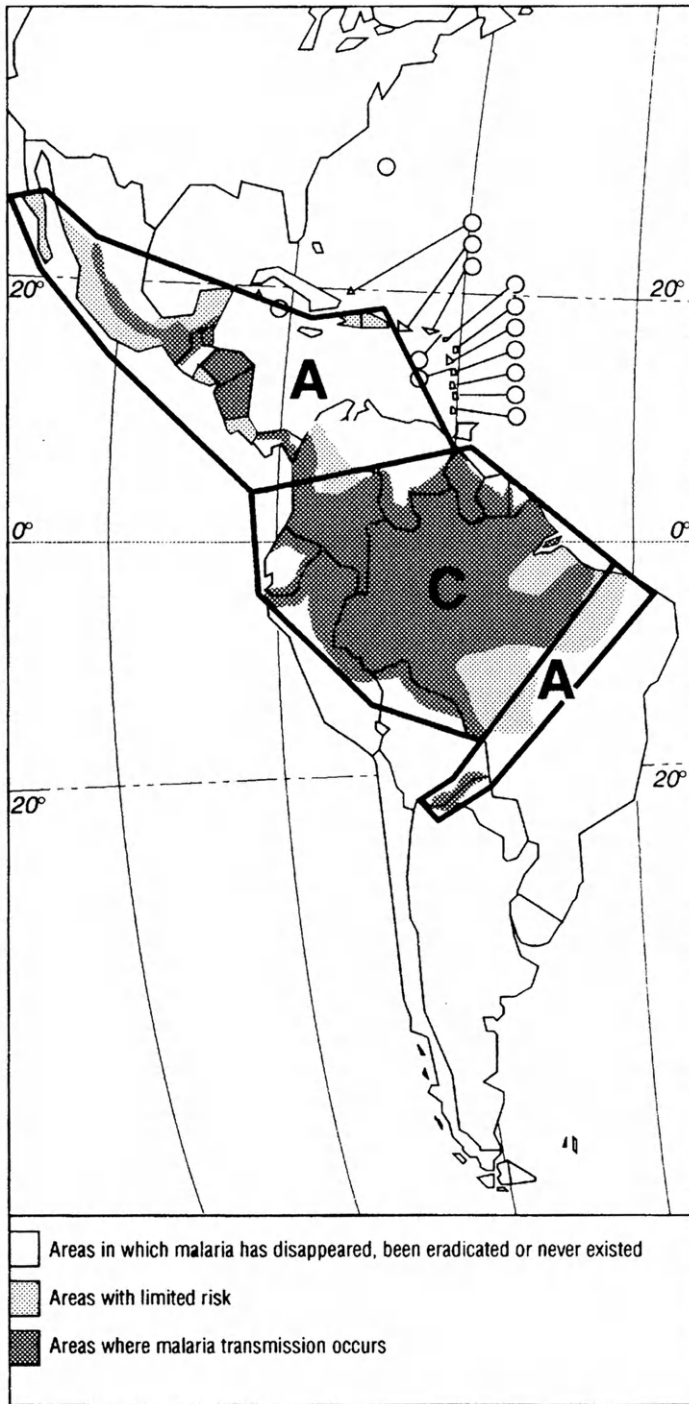 20°
20°
A
0°
0°
C
A
20°
20°
Areas in which malaria has disappeared, been eradicated or never existed
Areas with limited risk
Areas where malaria transmission occurs